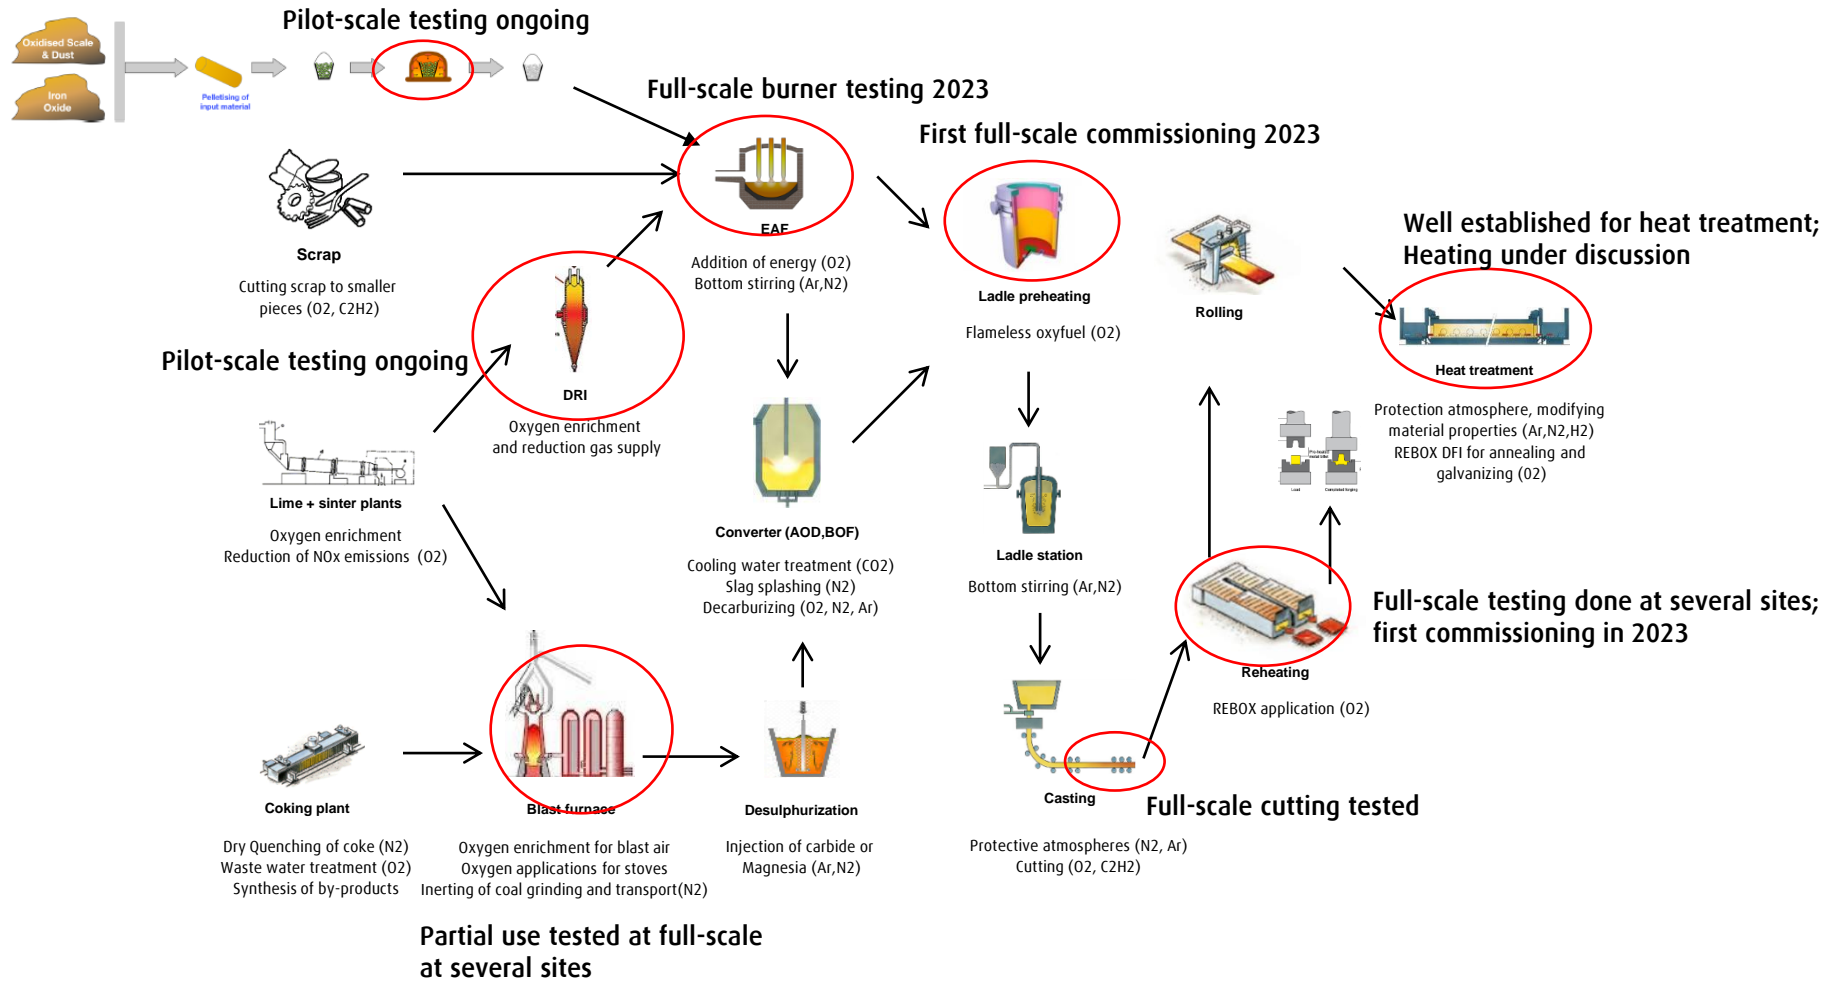 Pilot-scale testing ongoing
Oxidised Scale
& Dust
Iron
Oxide
Pelletising of
input material
Full-scale burner testing 2023
First full-scale commissioning 2023
Scrap
Cutting scrap to smaller
pieces (O2, C2H2)
EAF
Addition of energy (O2)
Bottom stirring (Ar,N2)
Ladle preheating
Flameless oxyfuel (O2)
Rolling
Well established for heat treatment;
Heating under discussion
Heat treatment
Protection atmosphere, modifying
material properties (Ar,N2,H2)
REBOX DFI for annealing and
galvanizing (O2)
Pilot-scale testing ongoing
DRI
Oxygen enrichment
and reduction gas supply
Lime + sinter plants
Oxygen enrichment
Reduction of NOx emissions (O2)
Converter (AOD,BOF)
Cooling water treatment (CO2)
Slag splashing (N2)
Decarburizing (O2, N2, Ar)
Ladle station
Bottom stirring (Ar,N2)
Load
Completed forging
Reheating
REBOX application (O2)
Full-scale testing done at several sites;
first commissioning in 2023
Coking plant
Dry Quenching of coke (N2)
Waste water treatment (O2)
Synthesis of by-products
Blast furnace
Oxygen enrichment for blast air
Oxygen applications for stoves
Inerting of coal grinding and transport(N2)
Desulphurization
Injection of carbide or
Magnesia (Ar,N2)
Casting
Full-scale cutting tested
Protective atmospheres (N2, Ar)
Cutting (O2, C2H2)
Partial use tested at full-scale
at several sites